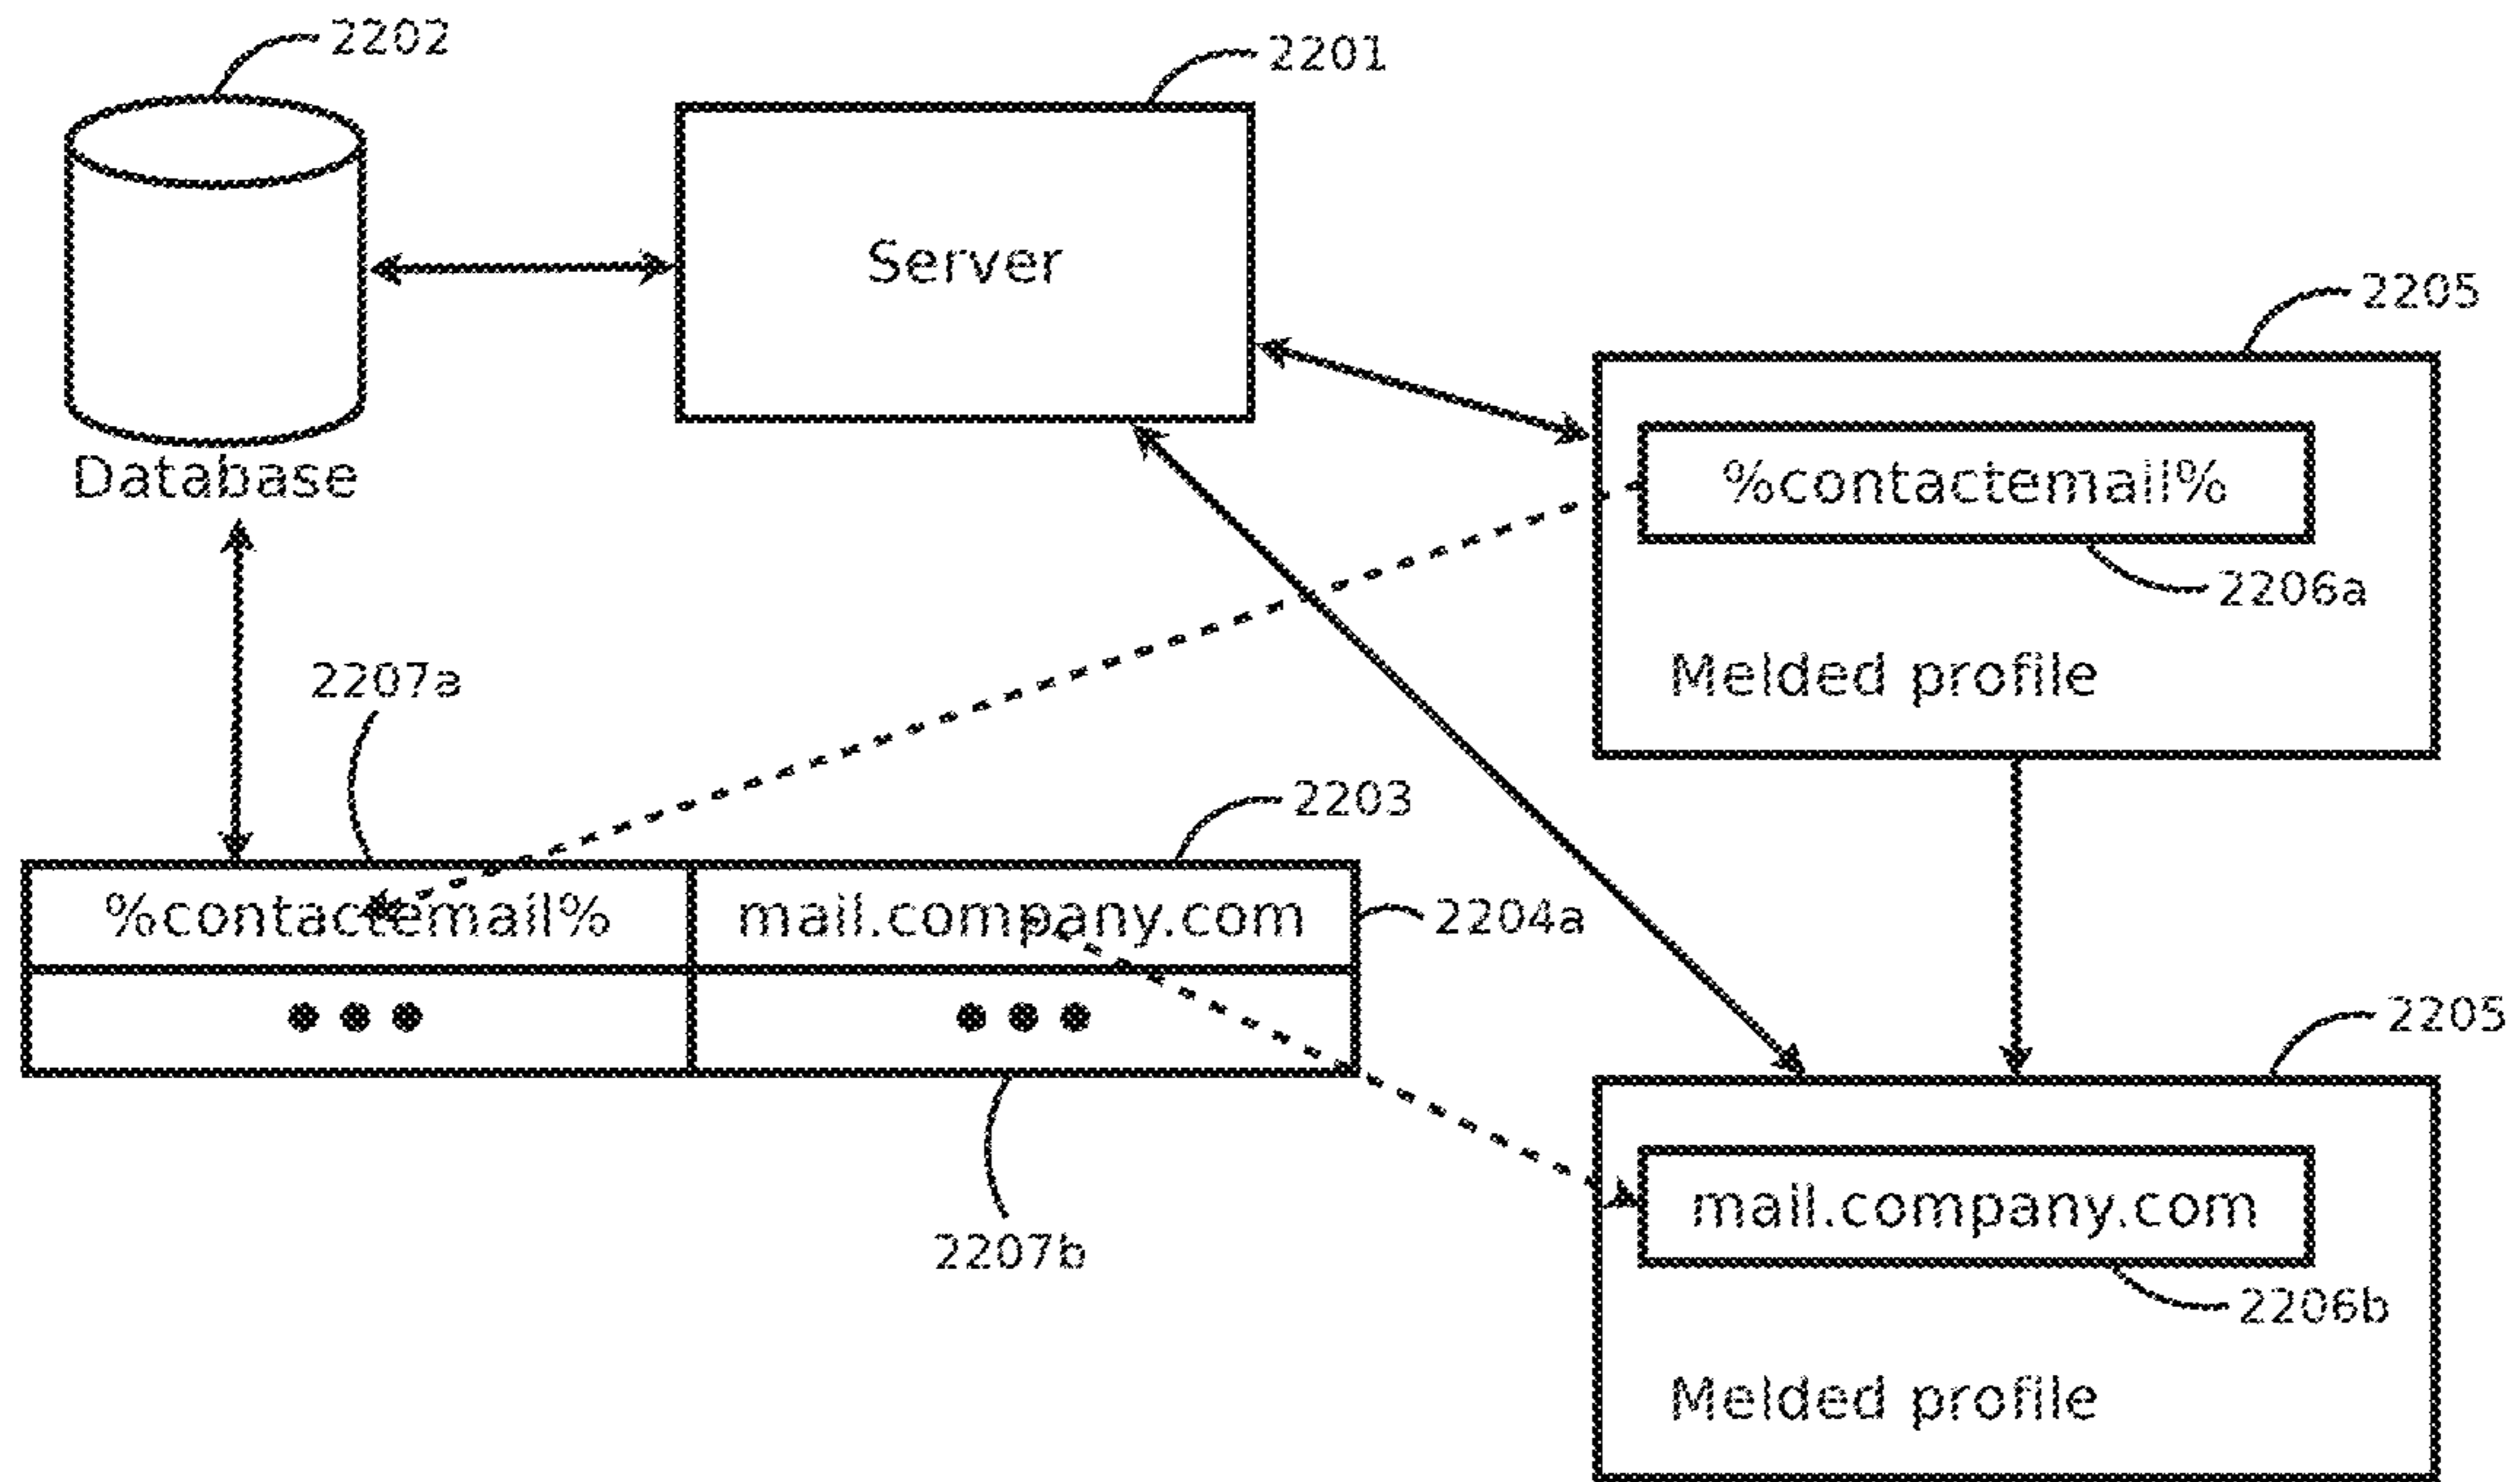 2202
2201
Server
2205
Database
%contactemail%
2206a
2207a
Melded profile
2203
%contactemail%
mail.company.com
2204a
2205
2207b
mail.company.com
2206b
Melded profile